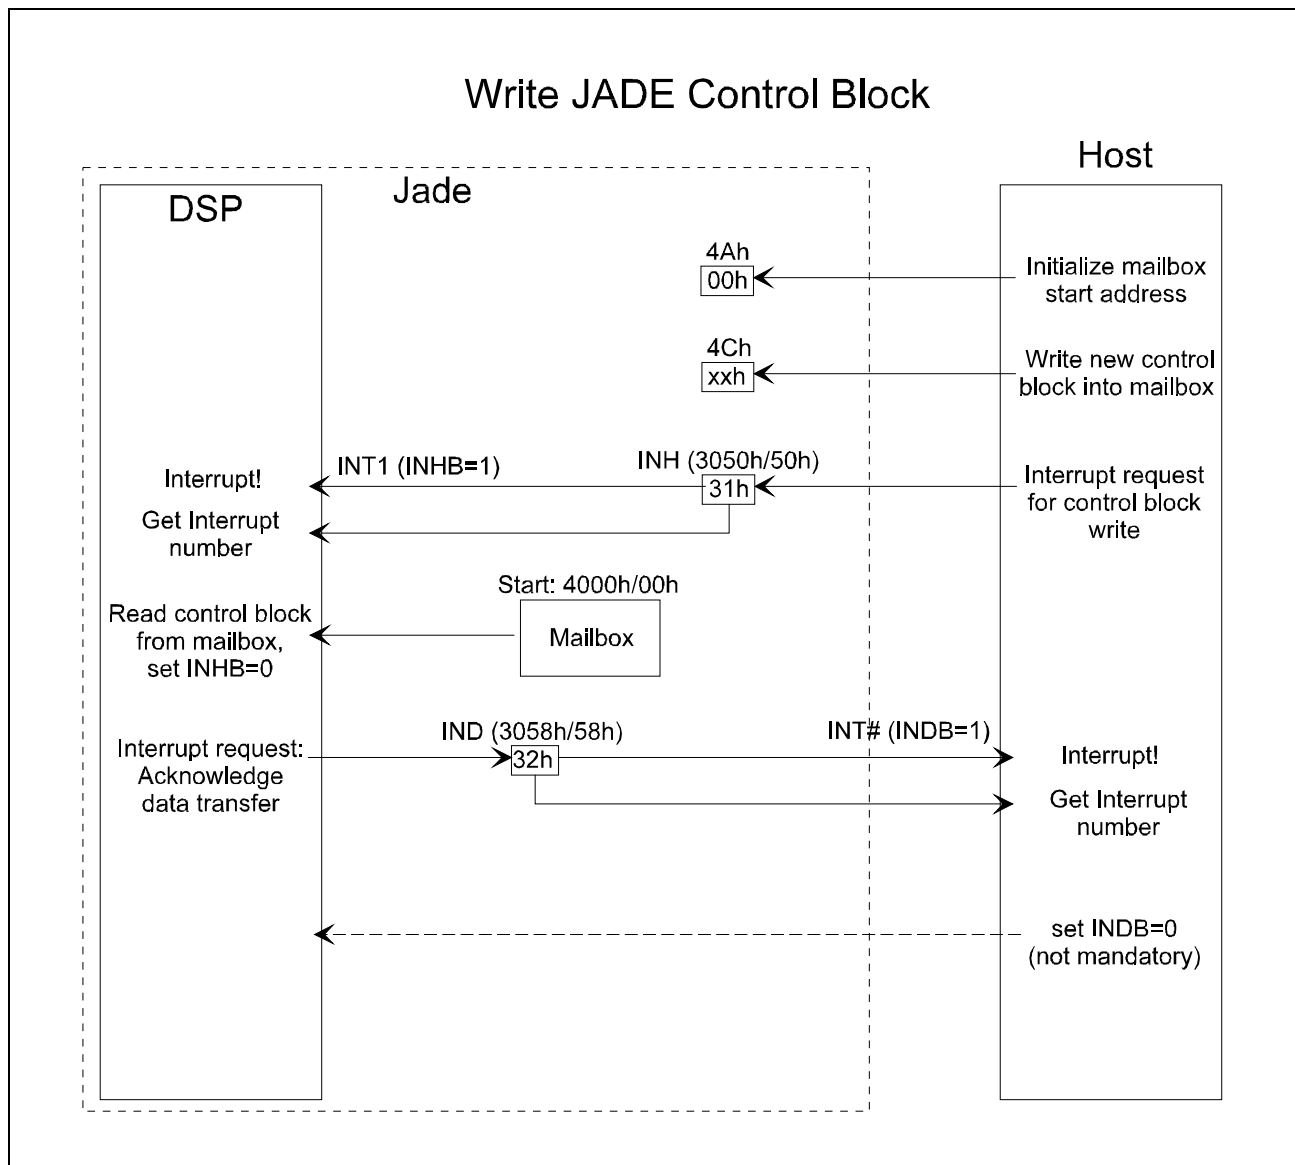 Write JADE Control Block
Host
Jade
DSP
4Ah
00h
Initialize mailbox
start address
4Ch
xxh
Write new control
block into mailbox
Interrupt!
INT1 (INHB=1)
INH (3050h/50h)
31h
Interrupt request
for control block
write
Get Interrupt
number
Start: 4000h/00h
Mailbox
Read control block
from mailbox,
set INHB=0
IND (3058h/58h)
32h
INT# (INDB=1)
Interrupt request:
Acknowledge
data transfer
Interrupt!
Get Interrupt
number
set INDB=0
(not mandatory)